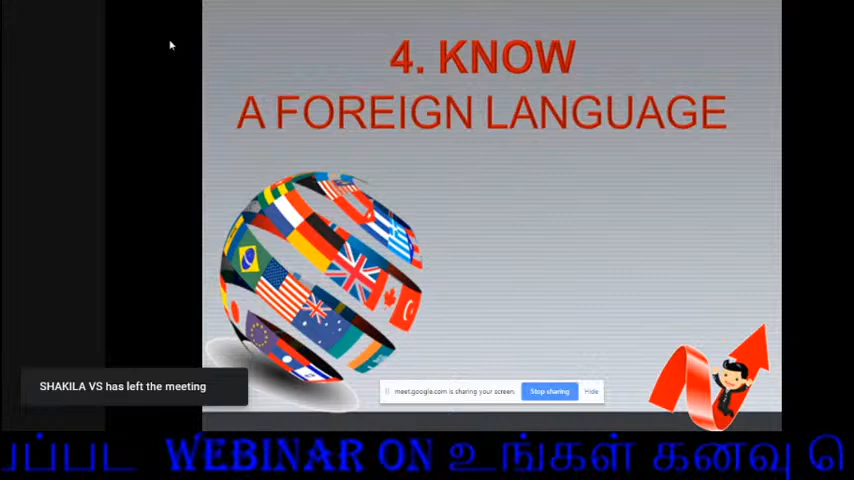 4. KNOW
A FOREIGN LANGUAGE
SHAKILA VS has left the meeting
meet.google.com is sharing your screen.
Stop sharing
Hide
WEBINAR ON உங்கள் கனவு